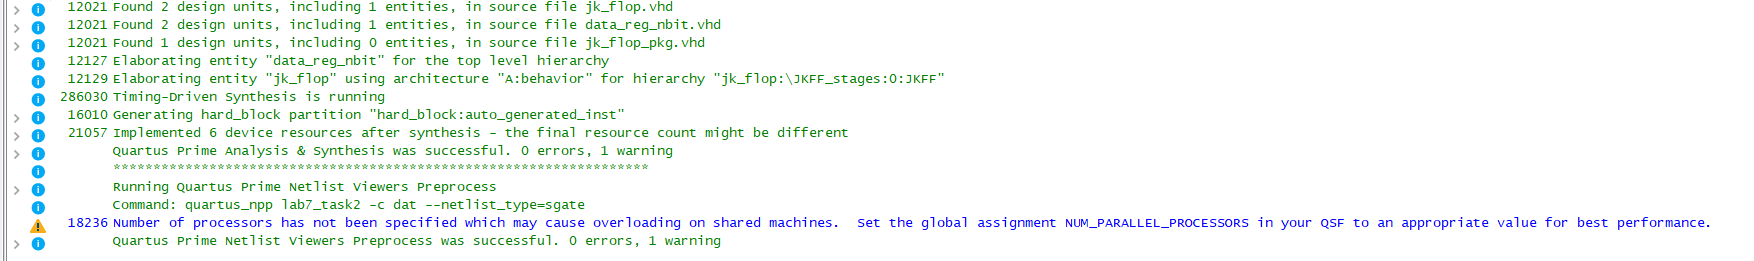 12021 Found 2 design units, including 1 entities, in source file jk_flop.vhd
12021 Found 2 design units, including 1 entities, in source file data_reg_nbit.vhd
12021 Found 1 design units, including 0 entities, in source file jk_flop_pkg.vhd
12127 Elaborating entity "data_reg_nbit" for the top level hierarchy
12129 Elaborating entity "jk_flop" using architecture "A:behavior" for hierarchy "jk_flop:\JKFF_stages:0:JKFF"
286030 Timing-Driven Synthesis is running
16010 Generating hard_block partition "hard_block:auto_generated_inst"
21057 Implemented 6 device resources after synthesis - the final resource count might be different
Quartus Prime Analysis & Synthesis was successful. 0 errors, 1 warning
*******************************************************************
Running Quartus Prime Netlist Viewers Preprocess
Command: quartus_npp lab7_task2 -c dat --netlist_type=sgate
18236 Number of processors has not been specified which may cause overloading on shared machines.  Set the global assignment NUM_PARALLEL_PROCESSORS in your QSF to an appropriate value for best performance.
Quartus Prime Netlist Viewers Preprocess was successful. 0 errors, 1 warning